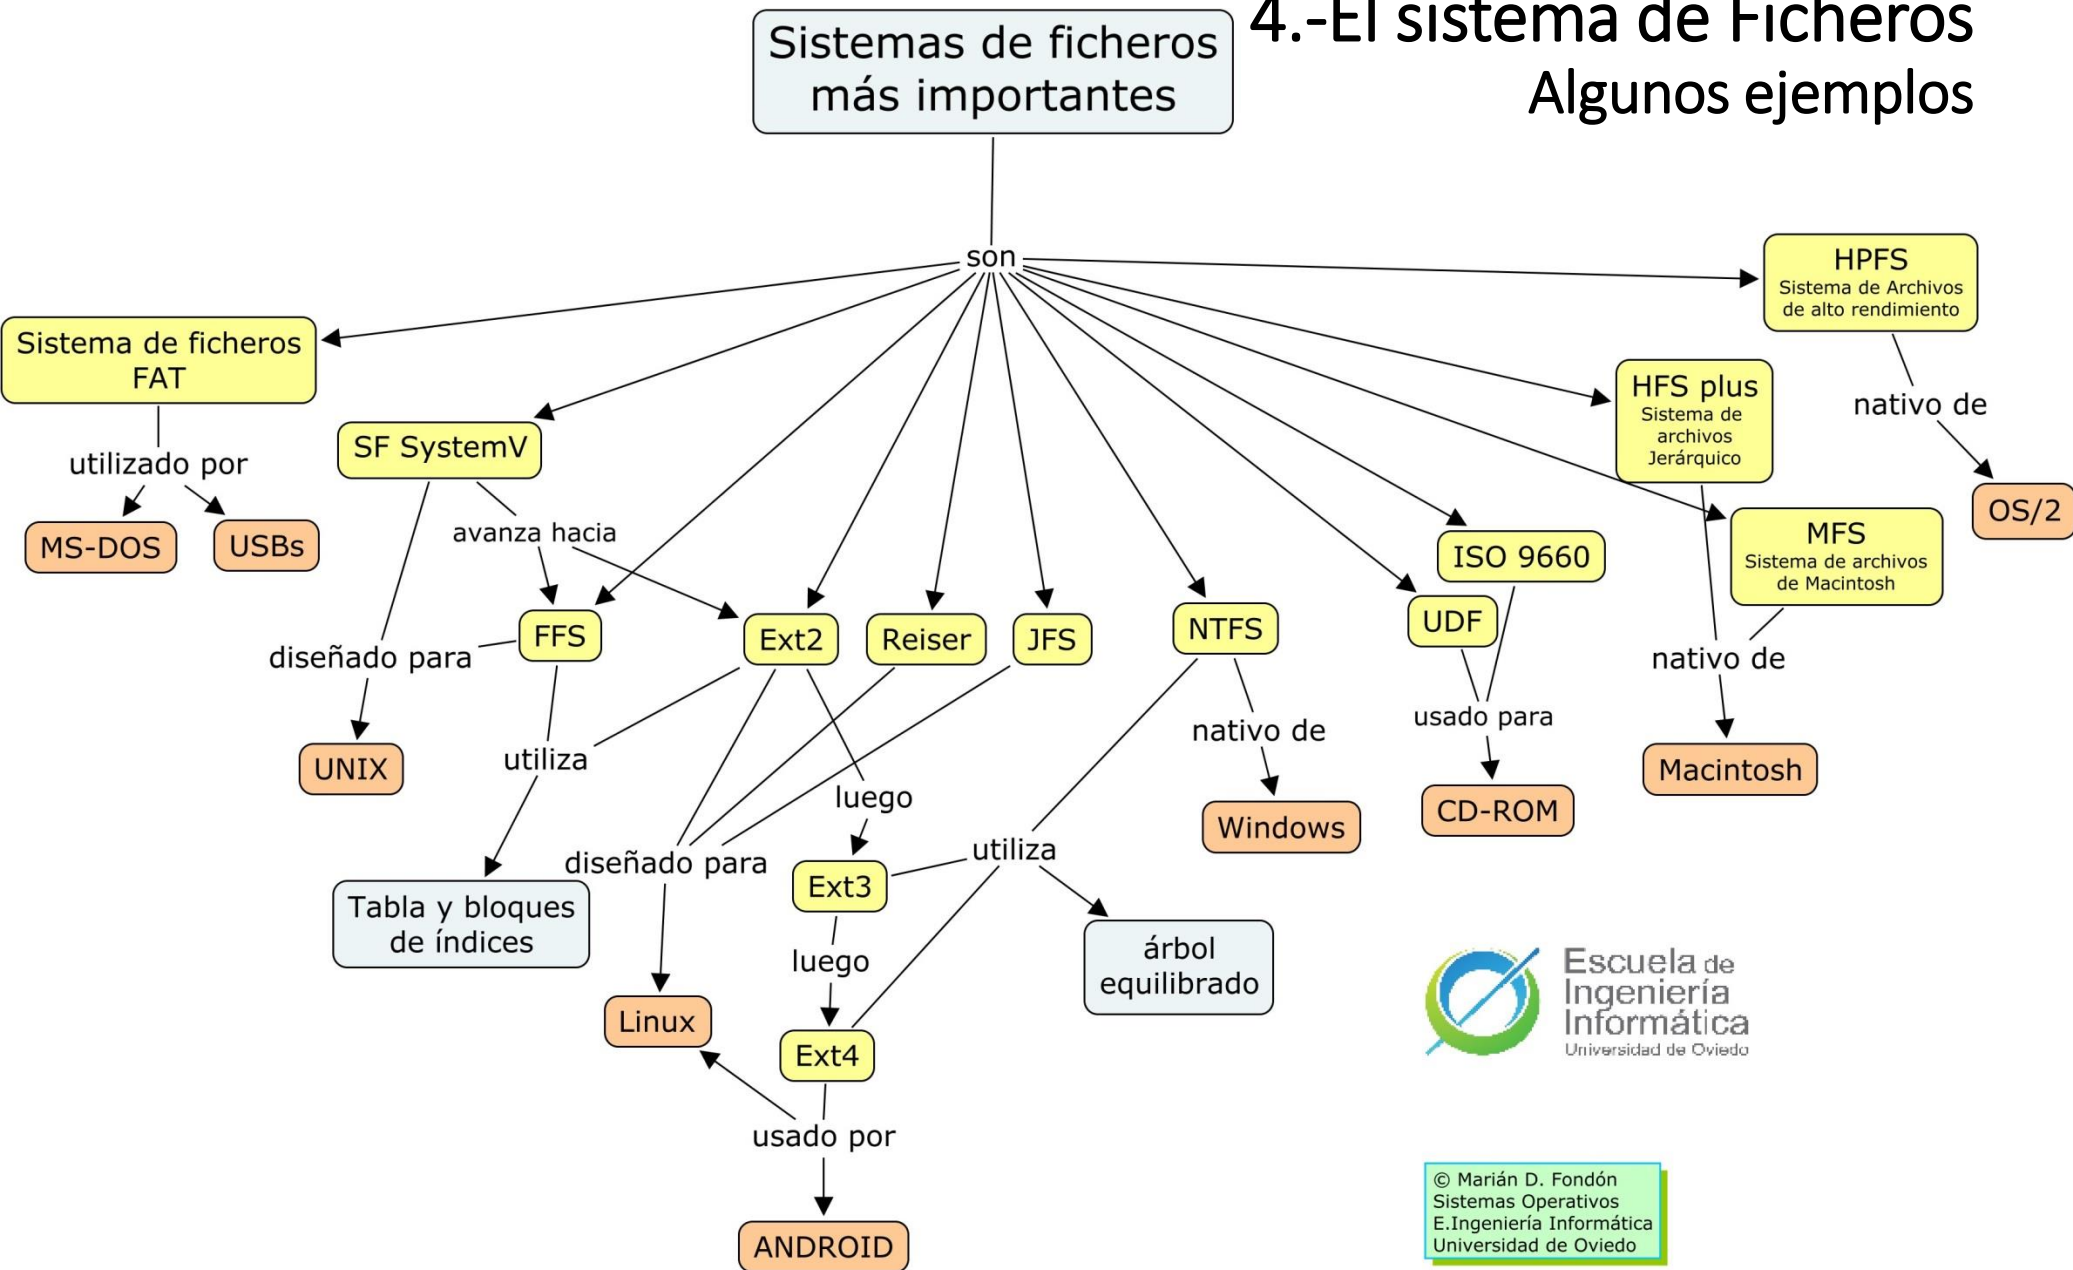 4.-El sistema de Ficheros
Algunos ejemplos
Sistemas de ficheros
más importantes
son
HPFS
Sistema de Archivos
de alto rendimiento
Sistema de ficheros
FAT
HFS plus
Sistema de
archivos
Jerárquico
nativo de
SF SystemV
utilizado por
avanza hacia
MS-DOS
USBs
OS/2
ISO 9660
MFS
Sistema de archivos
de Macintosh
FFS
Ext2
Reiser
JFS
NTFS
UDF
diseñado para
nativo de
utiliza
nativo de
usado para
UNIX
Macintosh
luego
Windows
CD-ROM
diseñado para
Ext3
utiliza
Tabla y bloques
de índices
luego
árbol
equilibrado
Linux
Ext4
Escuela de
Ingeniería
Informática
Universidad de Oviedo
usado por
ANDROID
© Marián D. Fondón
Sistemas Operativos
E.Ingeniería Informática
Universidad de Oviedo